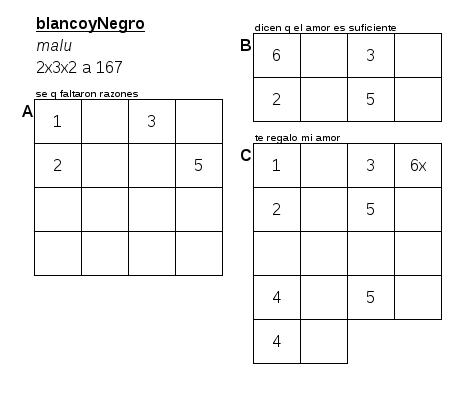 blancoyNegro
malu
2x3x2 a 167
se q faltaron razones
A
1 3
2 5
dicen q el amor es suficiente
B
6 3
2 5
te regalo mi amor
C
1 3 6x
2 5
4 5
4